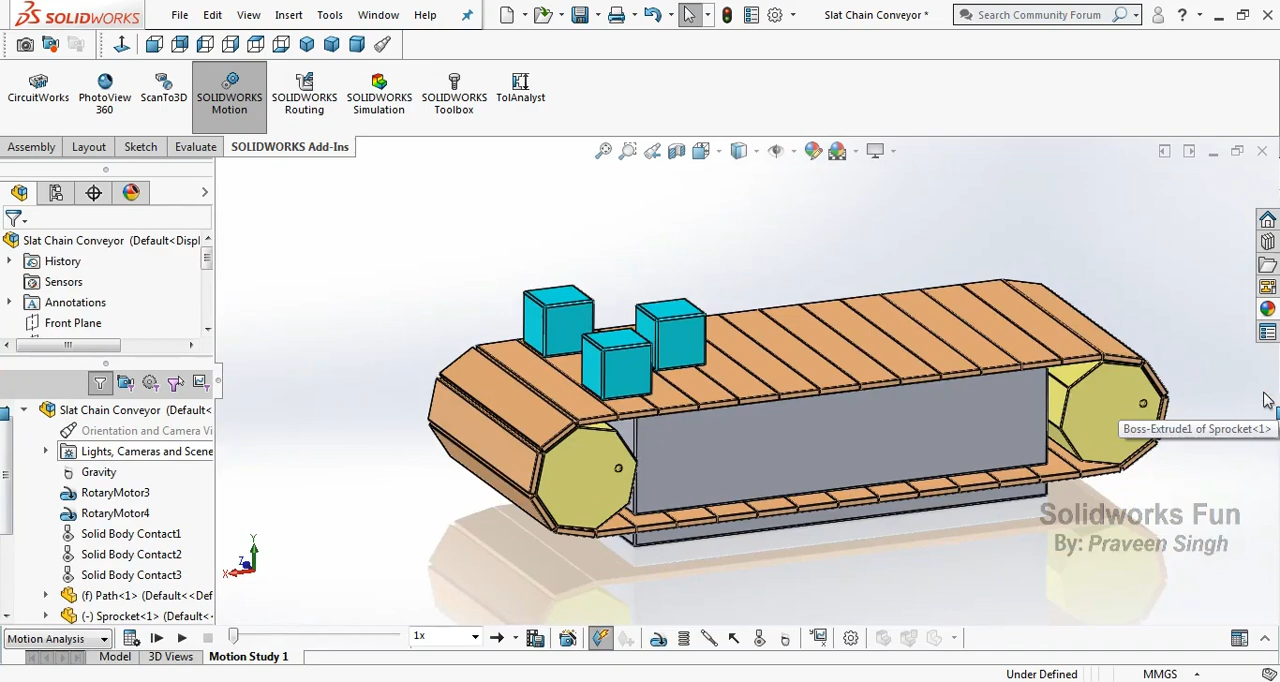 SOLIDWORKS File Edit View Insert Tools Window Help Slat Chain Conveyor * Search Community Forum ?
CircuitWorks PhotoView 360 ScanTo3D SOLIDWORKS Motion SOLIDWORKS Routing SOLIDWORKS Simulation SOLIDWORKS Toolbox TolAnalyst
Assembly Layout Sketch Evaluate SOLIDWORKS Add-Ins
Slat Chain Conveyor (Default<Displ
History
Sensors
Annotations
Front Plane
Slat Chain Conveyor (Default<
Orientation and Camera Vi
Lights, Cameras and Scene
Gravity
RotaryMotor3
RotaryMotor4
Solid Body Contact1
Solid Body Contact2
Solid Body Contact3
(f) Path<1> (Default<<Def
(-) Sprocket<1> (Default<
Boss-Extrude1 of Sprocket<1>
Solidworks Fun
By: Praveen Singh
Y
Z
X
Motion Analysis 1x
Model 3D Views Motion Study 1
Under Defined MMGS